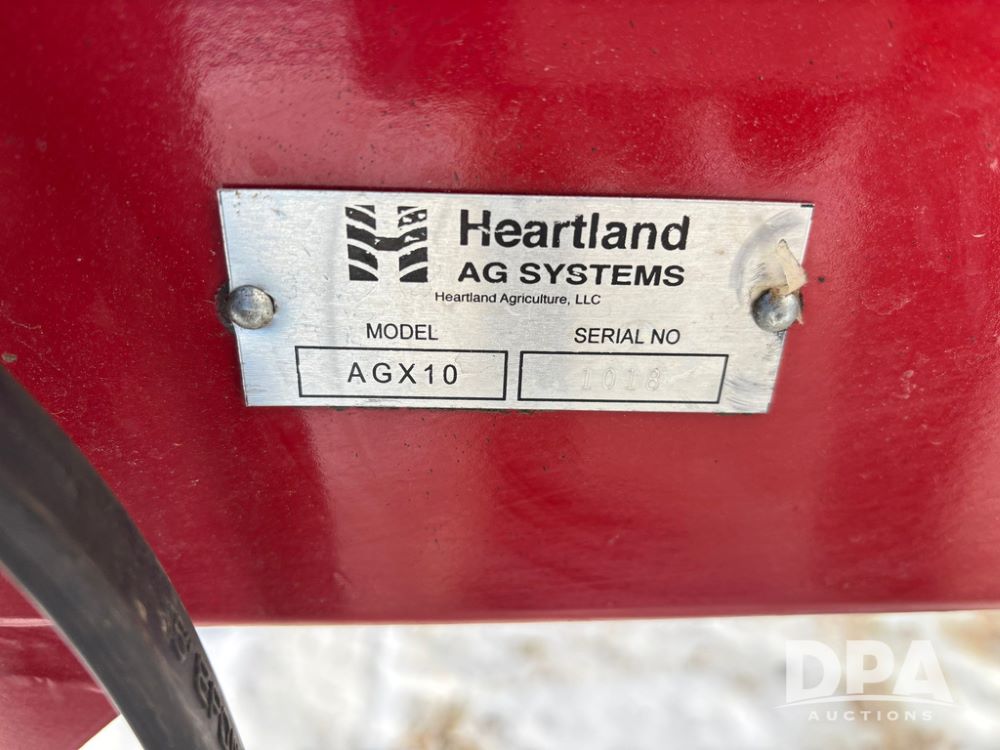 Heartland
AG SYSTEMS
Heartland Agriculture, LLC
MODEL
SERIAL NO
AGX10
1018
DPA
AUCTIONS